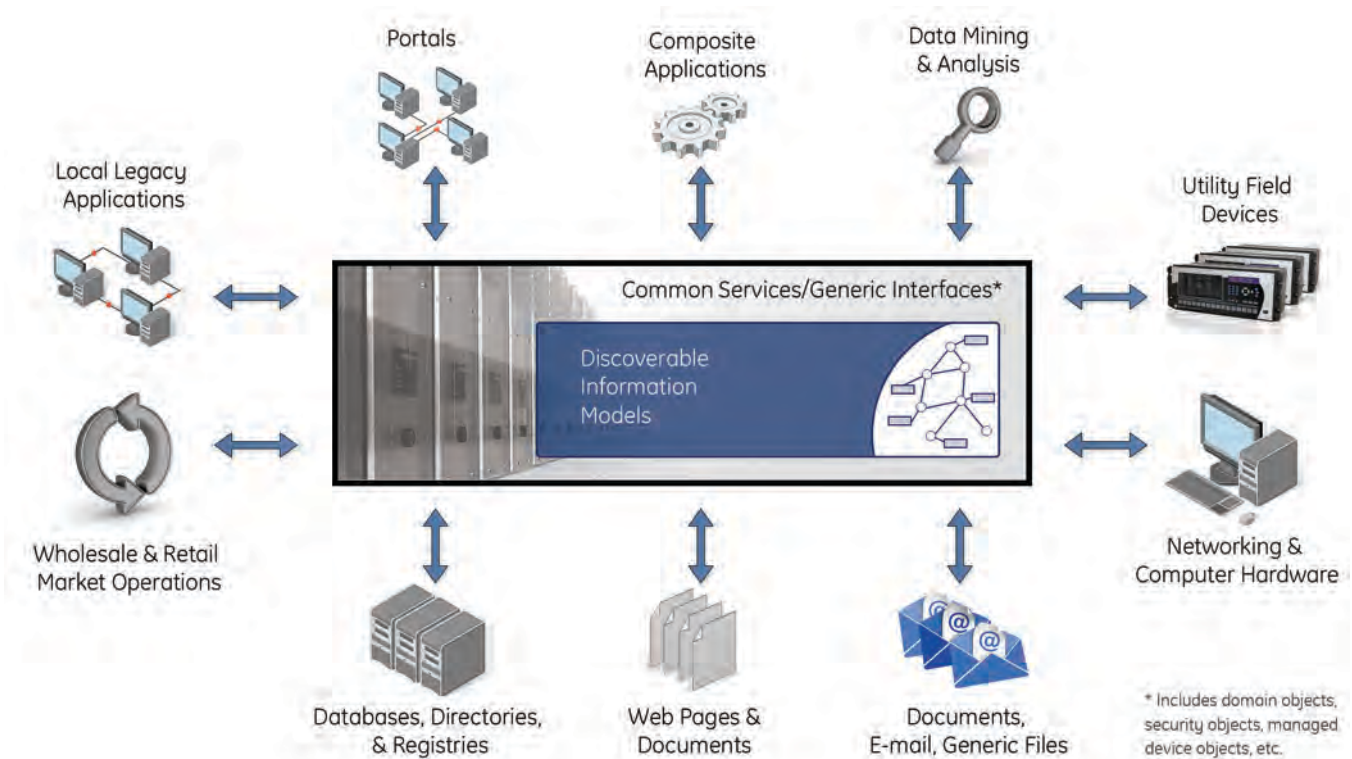 Portals
Composite
Applications
Data Mining
& Analysis
Local Legacy
Applications
Utility Field
Devices
Common Services/Generic Interfaces*
Discoverable
Information
Models
Wholesale & Retail
Market Operations
Networking &
Computer Hardware
@
@
@
Databases, Directories,
& Registries
Web Pages &
Documents
Documents,
E-mail, Generic Files
* Includes domain objects,
security objects, managed
device objects, etc.